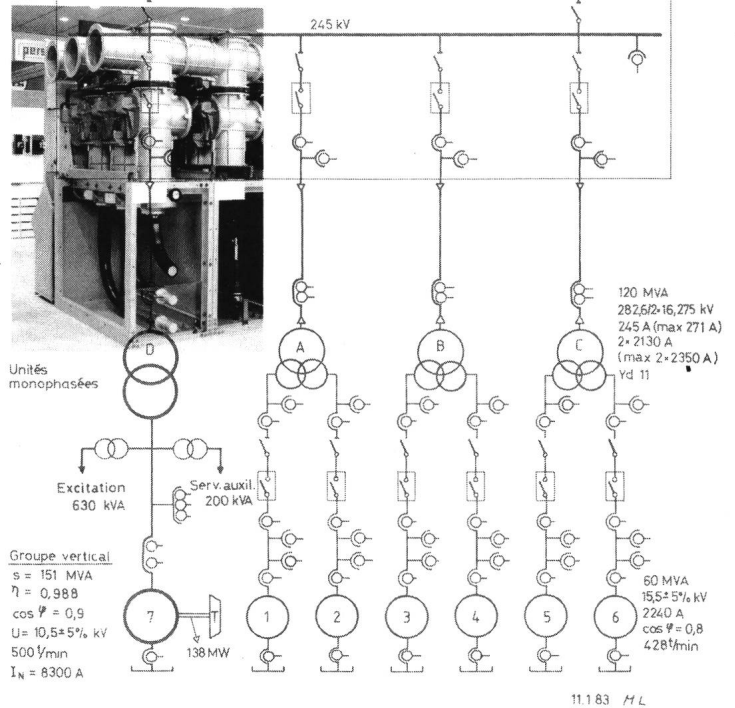 pers
245 kV
D
A
B
C
120 MVA
282,6/2×16,275 kV
245 A (max 271 A)
2× 2130 A
(max 2×2350 A)
Yd 11
Unités
monophasées
Excitation
630 kVA
Serv. auxil.
200 kVA
Groupe vertical
s = 151 MVA
η = 0,988
cos φ = 0,9
U= 10,5±5% kV
500 t/min
I_N = 8300 A
7
T
138 MW
1
2
3
4
5
6
60 MVA
15,5±5% kV
2240 A
cos φ = 0,8
428 t/min
11.1.83 ML